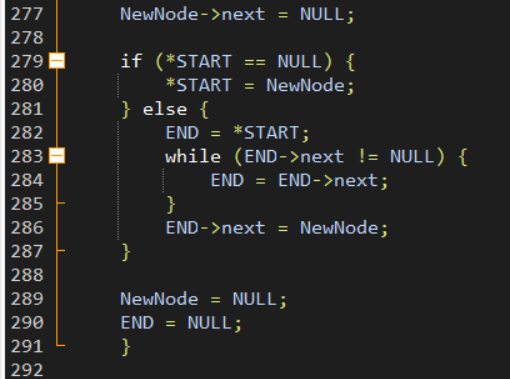 277 NewNode->next = NULL;
278
279 if (*START == NULL) {
280 *START = NewNode;
281 } else {
282 END = *START;
283 while (END->next != NULL) {
284 END = END->next;
285 }
286 END->next = NewNode;
287 }
288
289 NewNode = NULL;
290 END = NULL;
291 }
292